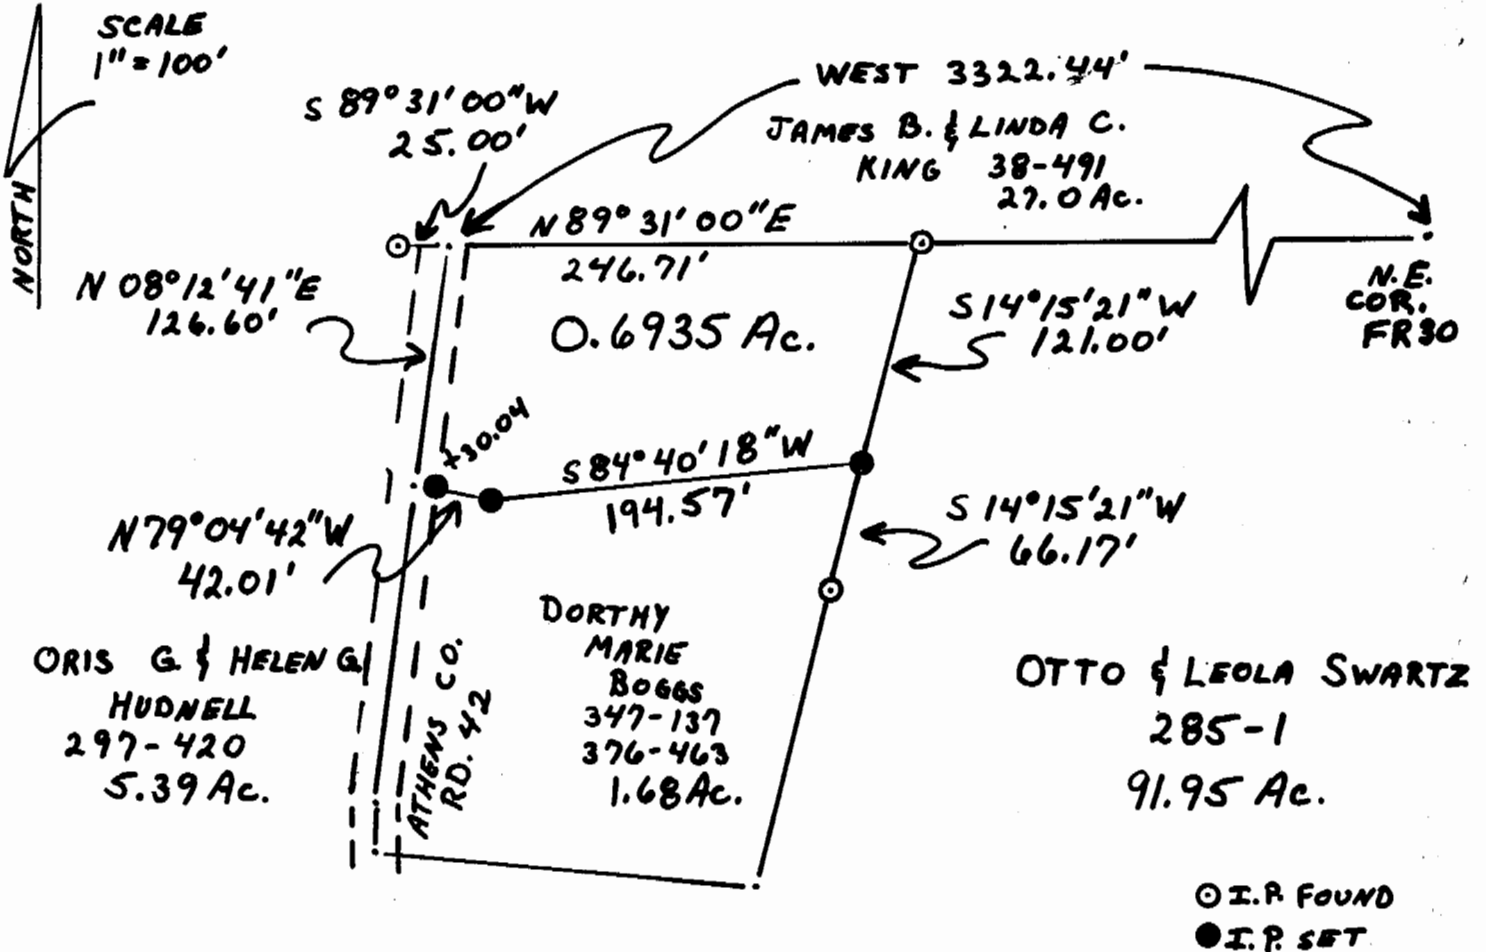 SCALE
1" = 100'
NORTH
S 89° 31' 00" W
25.00'
WEST 3322.44'
JAMES B. & LINDA C.
KING 38-491
27.0 Ac.
N 89° 31' 00" E
246.71'
N 08° 12' 41" E
126.60'
0.6935 Ac.
S 14° 15' 21" W
121.00'
N.E.
COR.
FR30
+30.04
S 84° 40' 18" W
194.57'
N 79° 04' 42" W
42.01'
S 14° 15' 21" W
66.17'
ORIS G. & HELEN G.
HUDNELL
297-420
5.39 Ac.
ATHENS CO.
RD. 42
DORTHY
MARIE
BOGGS
347-137
376-463
1.68 Ac.
OTTO & LEOLA SWARTZ
285-1
91.95 Ac.
I.P. FOUND
I.P. SET